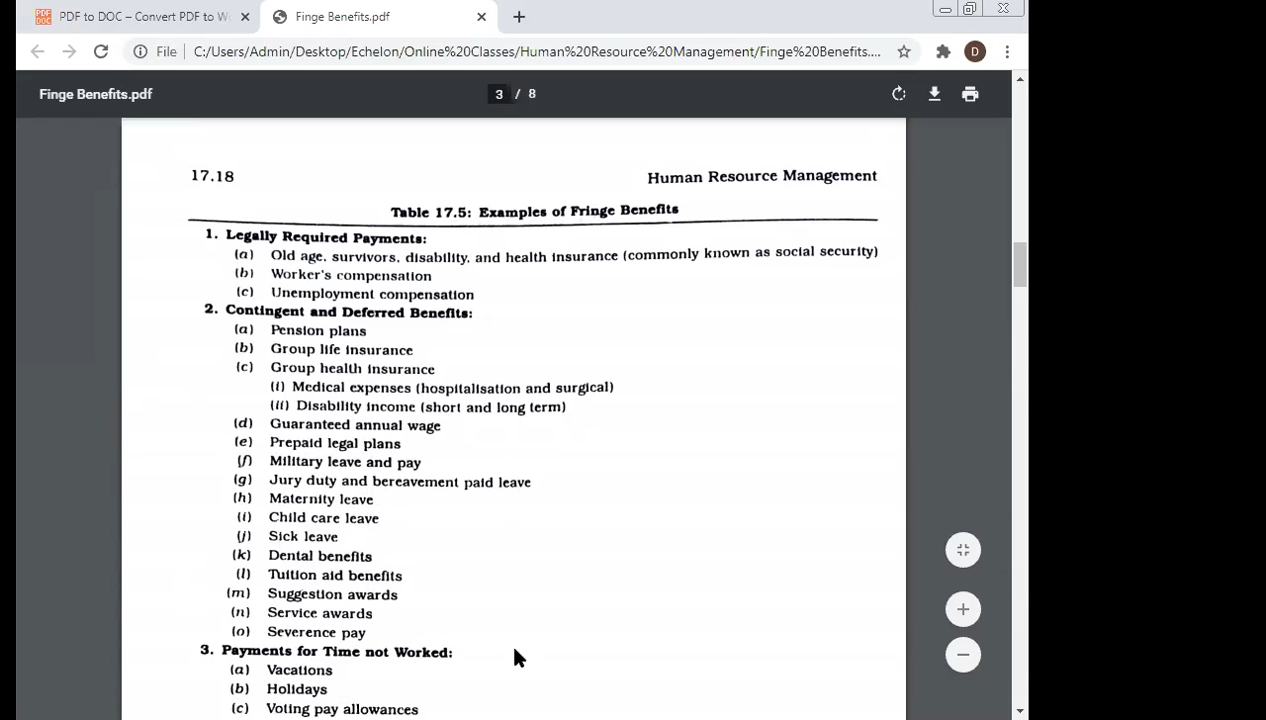 PDF to DOC – Convert PDF to W
Finge Benefits.pdf
File
C:/Users/Admin/Desktop/Echelon/Online%20Classes/Human%20Resource%20Management/Finge%20Benefits....
D
Finge Benefits.pdf
3 / 8
17.18
Human Resource Management
Table 17.5: Examples of Fringe Benefits
1. Legally Required Payments:
(a) Old age, survivors, disability, and health insurance (commonly known as social security)
(b) Worker's compensation
(c) Unemployment compensation
2. Contingent and Deferred Benefits:
(a) Pension plans
(b) Group life insurance
(c) Group health insurance
(i) Medical expenses (hospitalisation and surgical)
(ii) Disability income (short and long term)
(d) Guaranteed annual wage
(e) Prepaid legal plans
(f) Military leave and pay
(g) Jury duty and bereavement paid leave
(h) Maternity leave
(i) Child care leave
(j) Sick leave
(k) Dental benefits
(l) Tuition aid benefits
(m) Suggestion awards
(n) Service awards
(o) Severence pay
3. Payments for Time not Worked:
(a) Vacations
(b) Holidays
(c) Voting pay allowances